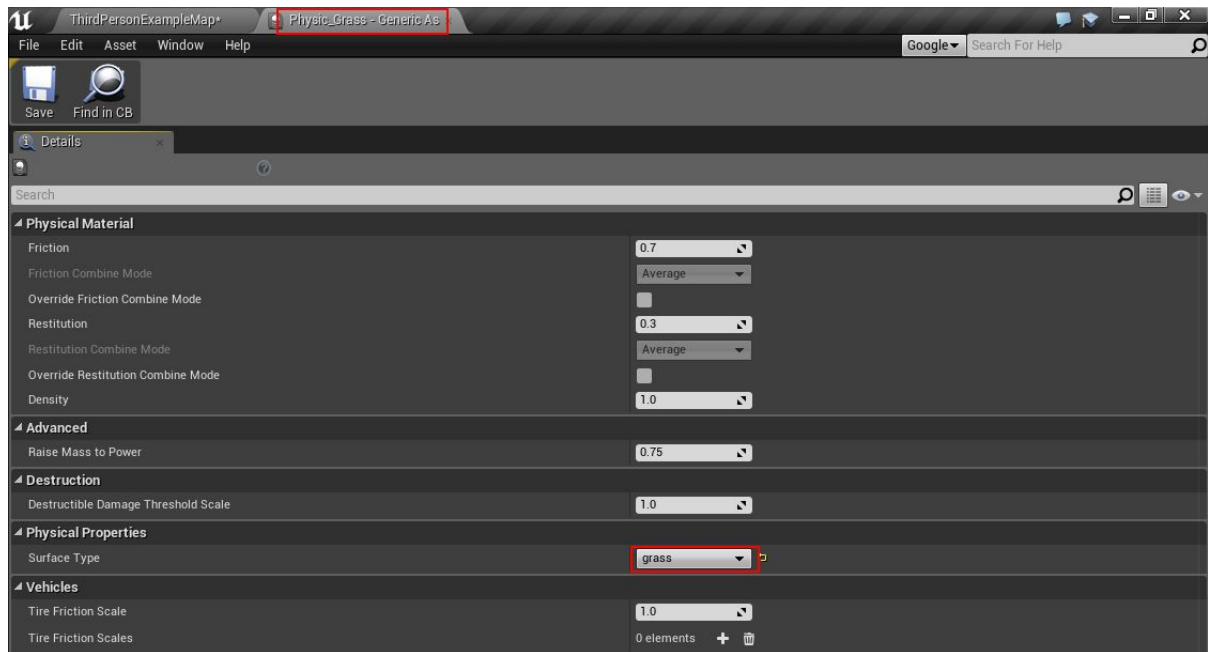 ThirdPersonExampleMap* Physic_Grass - Generic As
File Edit Asset Window Help Google Search For Help
Save Find in CB
Details
Search
Physical Material
Friction 0.7
Friction Combine Mode Average
Override Friction Combine Mode
Restitution 0.3
Restitution Combine Mode Average
Override Restitution Combine Mode
Density 1.0
Advanced
Raise Mass to Power 0.75
Destruction
Destructible Damage Threshold Scale 1.0
Physical Properties
Surface Type grass
Vehicles
Tire Friction Scale 1.0
Tire Friction Scales 0 elements